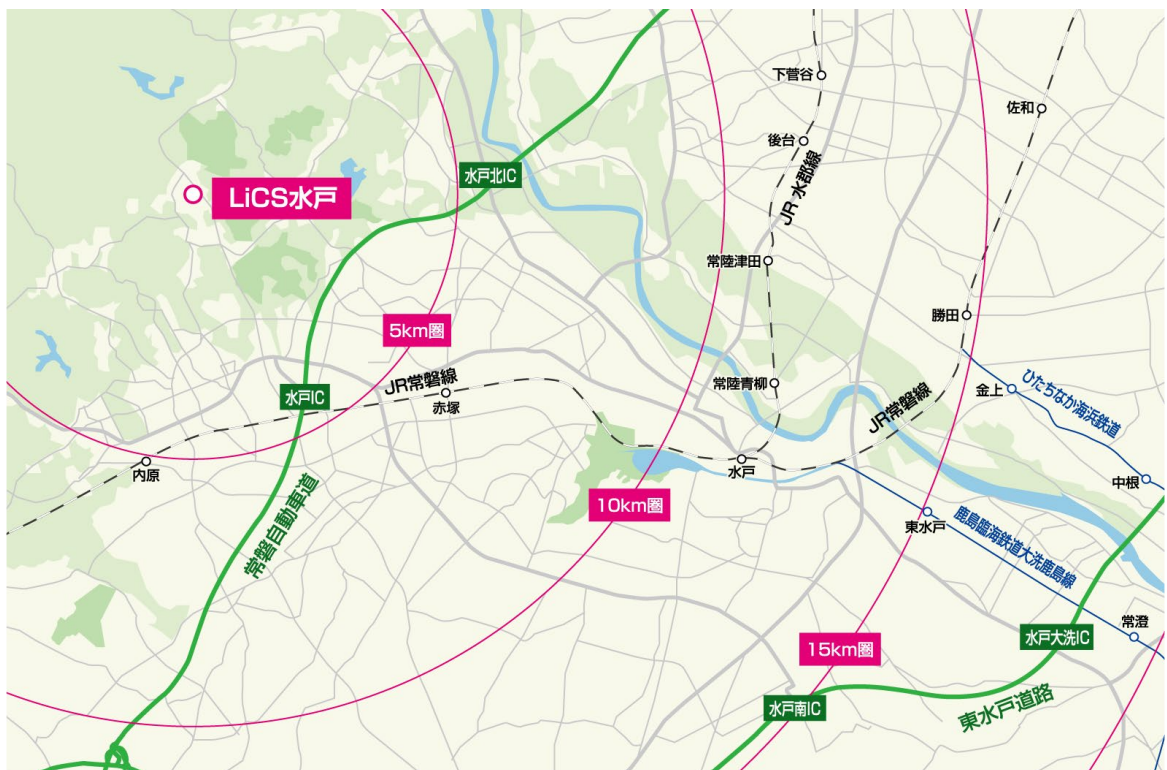 下菅谷
佐和
後台
水戸北IC
JR 水郡線
LiCS水戸
常陸津田
勝田
5km圏
JR常磐線
常陸青柳
ひたちなか海浜鉄道
金上
水戸IC
赤塚
JR常磐線
内原
水戸
中根
10km圏
東水戸
常磐自動車道
鹿島臨海鉄道大洗鹿島線
常澄
水戸大洗IC
15km圏
水戸南IC
東水戸道路